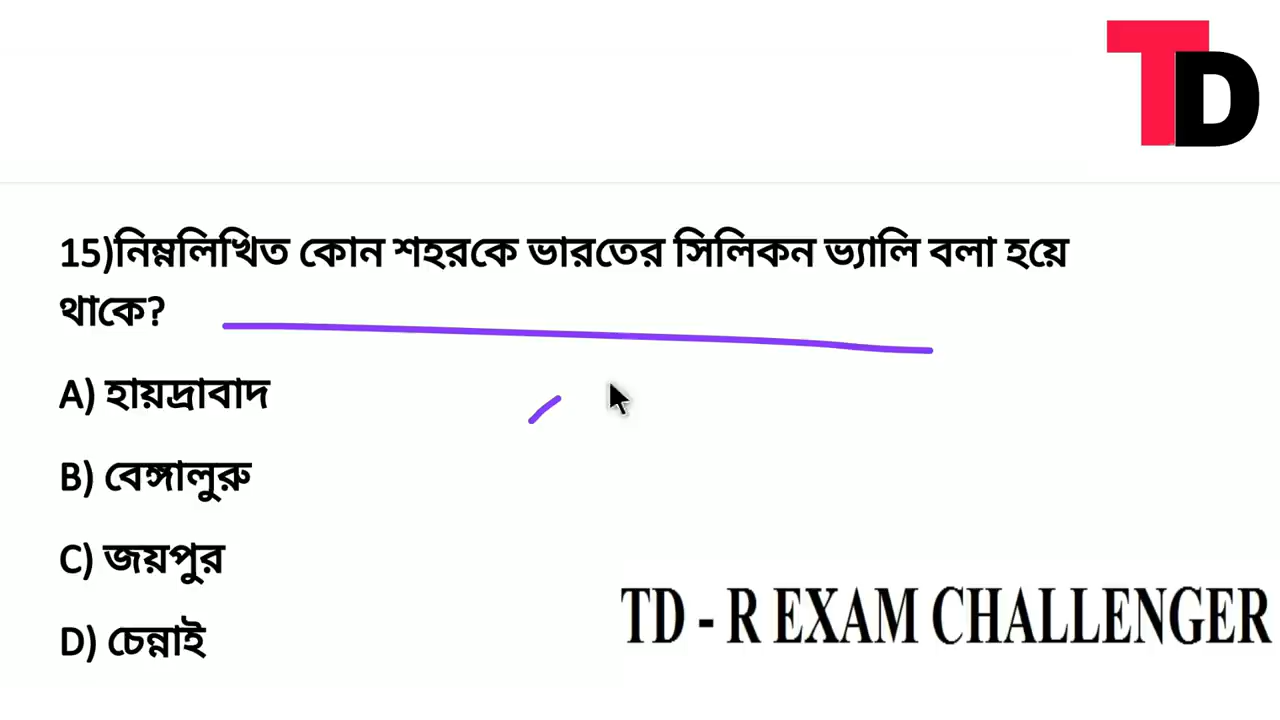 TD
15)নিম্নলিখিত কোন শহরকে ভারতের সিলিকন ভ্যালি বলা হয়ে
থাকে?
A) হায়দ্রাবাদ
B) বেঙ্গালুরু
C) জয়পুর
D) চেন্নাই
TD - R EXAM CHALLENGER